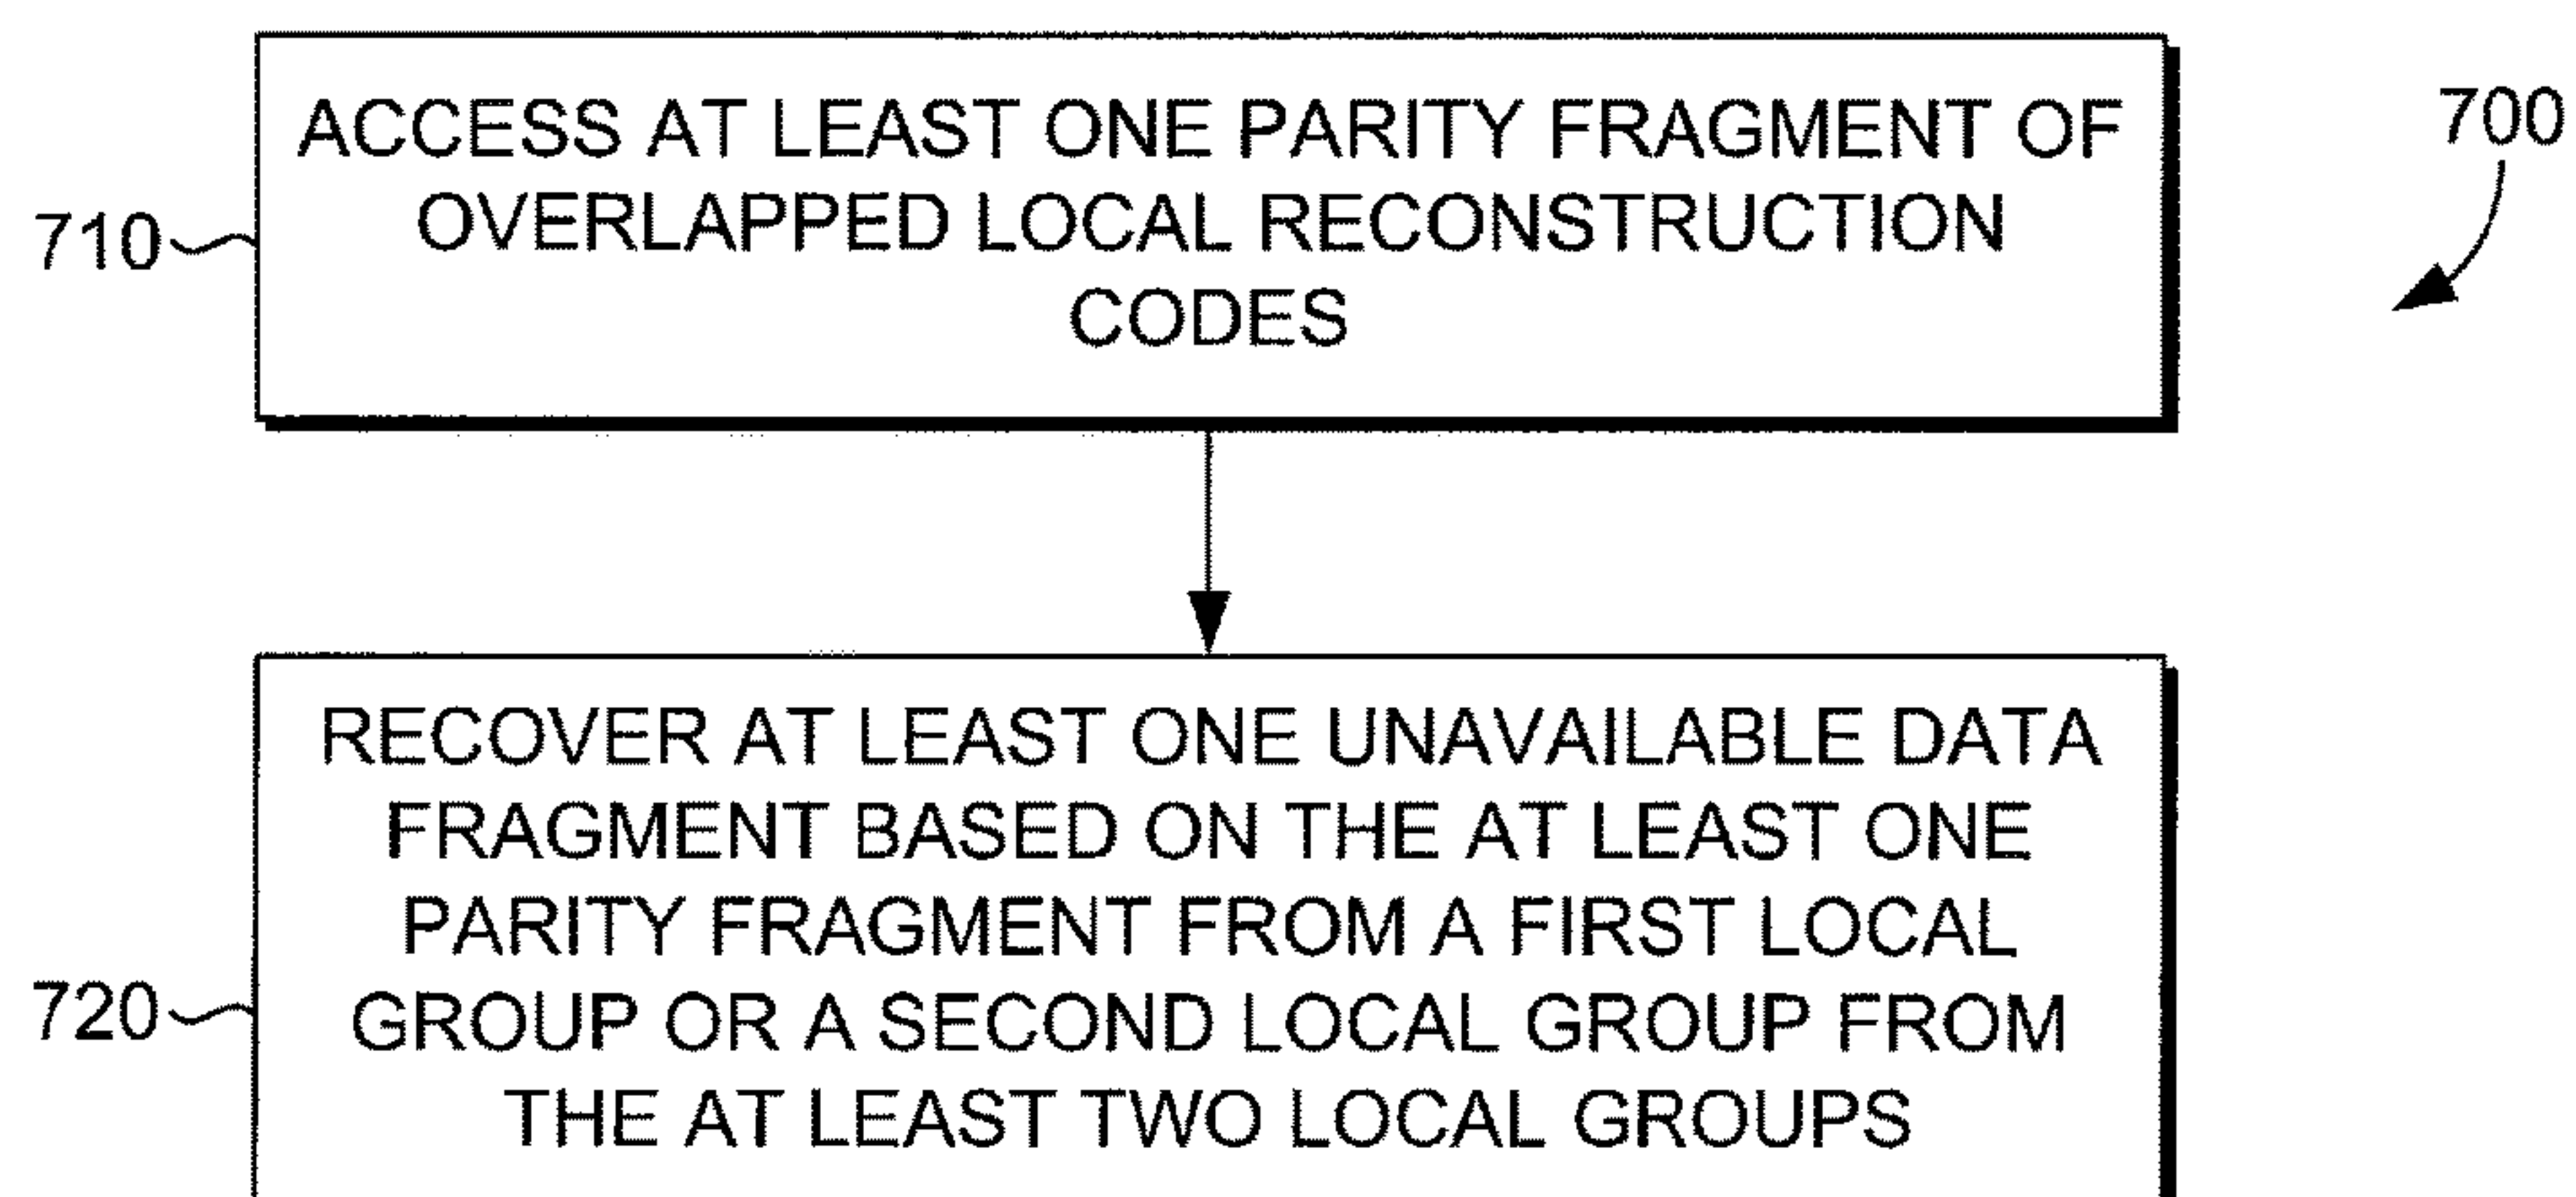 ACCESS AT LEAST ONE PARITY FRAGMENT OF
OVERLAPPED LOCAL RECONSTRUCTION
CODES
700
710
RECOVER AT LEAST ONE UNAVAILABLE DATA
FRAGMENT BASED ON THE AT LEAST ONE
PARITY FRAGMENT FROM A FIRST LOCAL
GROUP OR A SECOND LOCAL GROUP FROM
THE AT LEAST TWO LOCAL GROUPS
720